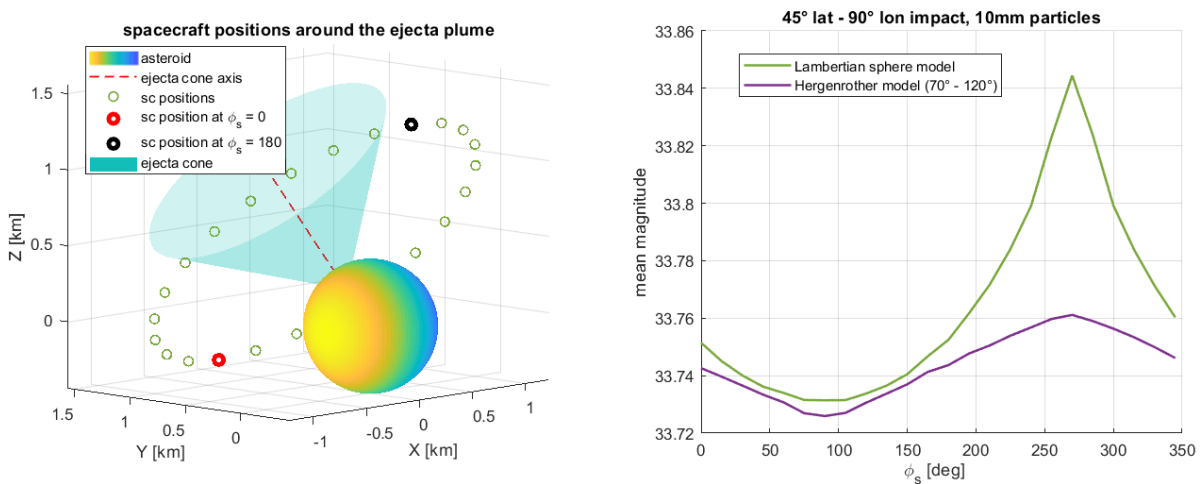 spacecraft positions around the ejecta plume
asteroid
ejecta cone axis
sc positions
sc position at ϕs = 0
sc position at ϕs = 180
ejecta cone
1.5
1
0.5
0
Z [km]
1.5
1
0.5
0
Y [km]
-1
-0.5
0
0.5
1
X [km]
45° lat - 90° lon impact, 10mm particles
Lambertian sphere model
Hergenrother model (70° - 120°)
33.86
33.84
33.82
33.8
33.78
33.76
33.74
33.72
mean magnitude
0
50
100
150
200
250
300
350
ϕs [deg]